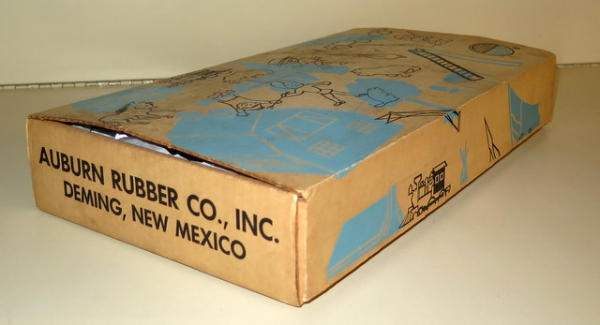 AUBURN RUBBER CO., INC.
DEMING, NEW MEXICO